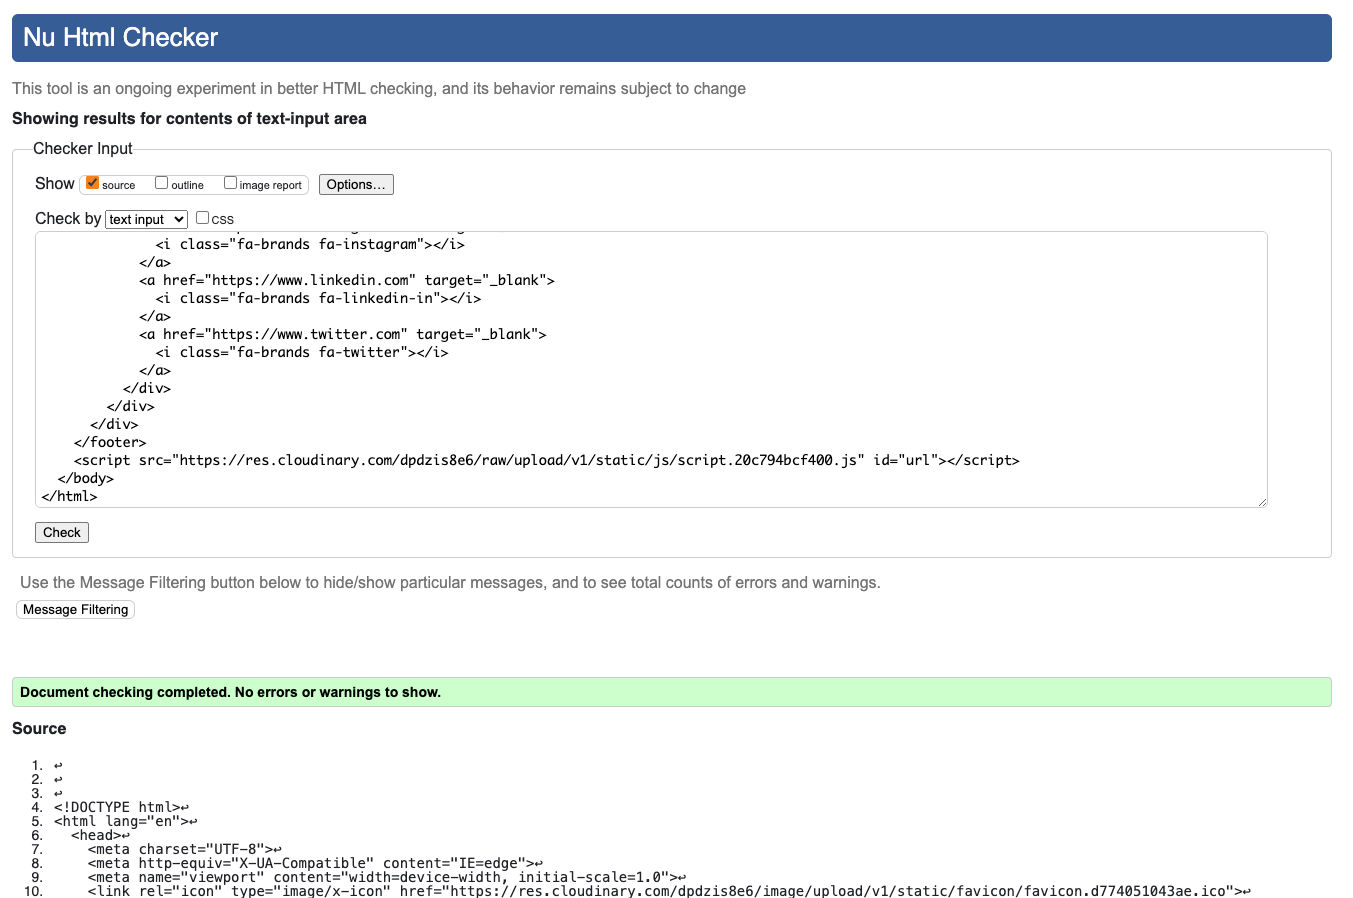 Nu Html Checker
This tool is an ongoing experiment in better HTML checking, and its behavior remains subject to change
Showing results for contents of text-input area
Checker Input
Show source outline image report Options...
Check by text input CSS
<i class="fa-brands fa-instagram"></i>
</a>
<a href="https://www.linkedin.com" target="_blank">
<i class="fa-brands fa-linkedin-in"></i>
</a>
<a href="https://www.twitter.com" target="_blank">
<i class="fa-brands fa-twitter"></i>
</a>
</div>
</div>
</div>
</footer>
<script src="https://res.cloudinary.com/dpdzis8e6/raw/upload/v1/static/js/script.20c794bcf400.js" id="url"></script>
</body>
</html>
Check
Use the Message Filtering button below to hide/show particular messages, and to see total counts of errors and warnings.
Message Filtering
Document checking completed. No errors or warnings to show.
Source
1. ↩
2. ↩
3. ↩
4. <!DOCTYPE html>↩
5. <html lang="en">↩
6. <head>↩
7. <meta charset="UTF-8">↩
8. <meta http-equiv="X-UA-Compatible" content="IE=edge">↩
9. <meta name="viewport" content="width=device-width, initial-scale=1.0">↩
10. <link rel="icon" type="image/x-icon" href="https://res.cloudinary.com/dpdzis8e6/image/upload/v1/static/favicon/favicon.d774051043ae.ico">↩